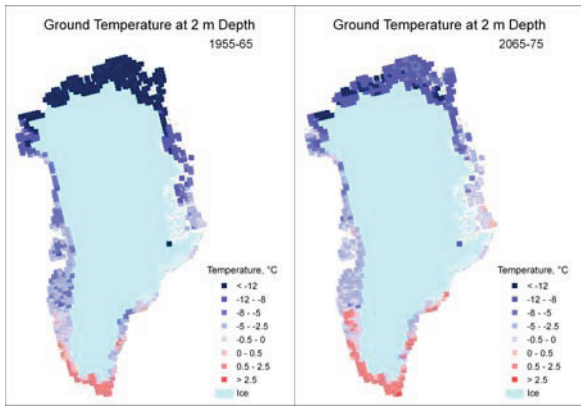 Ground Temperature at 2 m Depth
1955-65
Temperature, °C
< -12
-12 - -8
-8 - -5
-5 - -2.5
-0.5 - 0
0 - 0.5
0.5 - 2.5
> 2.5
Ice
Ground Temperature at 2 m Depth
2065-75
Temperature, °C
< -12
-12 - -8
-8 - -5
-5 - -2.5
-0.5 - 0
0 - 0.5
0.5 - 2.5
> 2.5
Ice